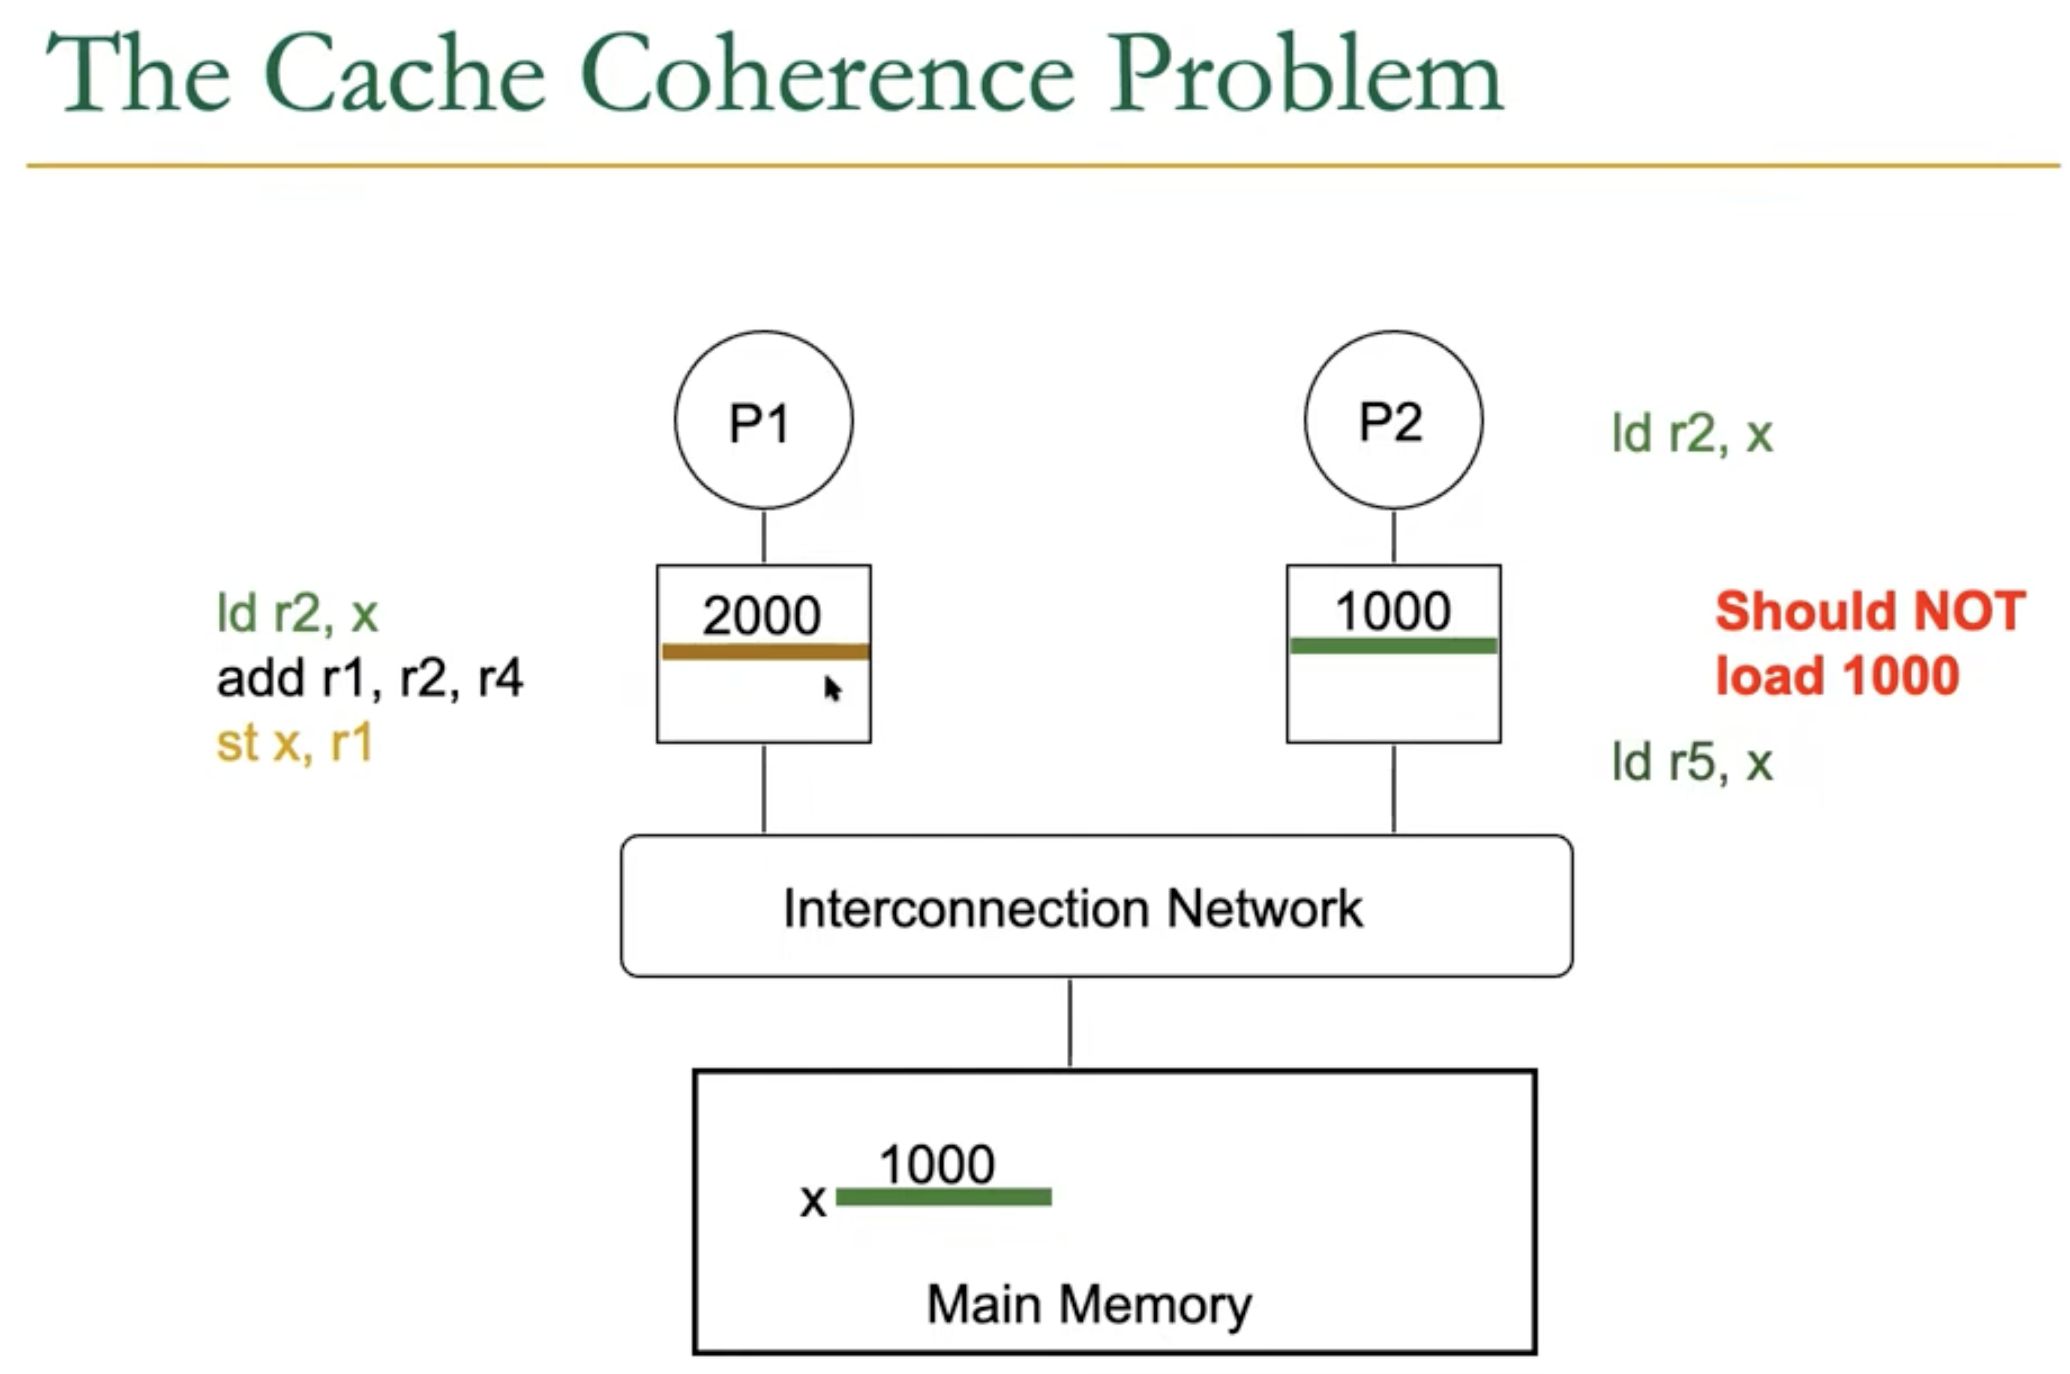 The Cache Coherence Problem
P1
P2
ld r2, x
2000
1000
ld r2, x
add r1, r2, r4
st x, r1
Should NOT
load 1000
ld r5, x
Interconnection Network
1000
x
Main Memory